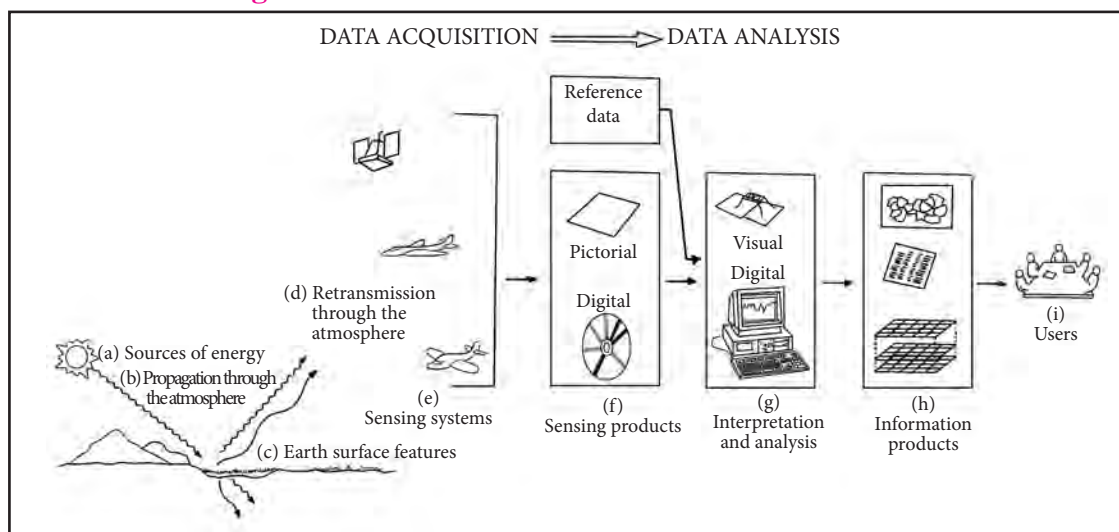 g
DATA ACQUISITION
DATA ANALYSIS
Reference
data
Pictorial
Digital
Visual
Digital
(d) Retransmission
through the
atmosphere
(a) Sources of energy
(b) Propagation through
the atmosphere
(c) Earth surface features
(e)
Sensing systems
(f)
Sensing products
(g)
Interpretation
and analysis
(h)
Information
products
(i)
Users